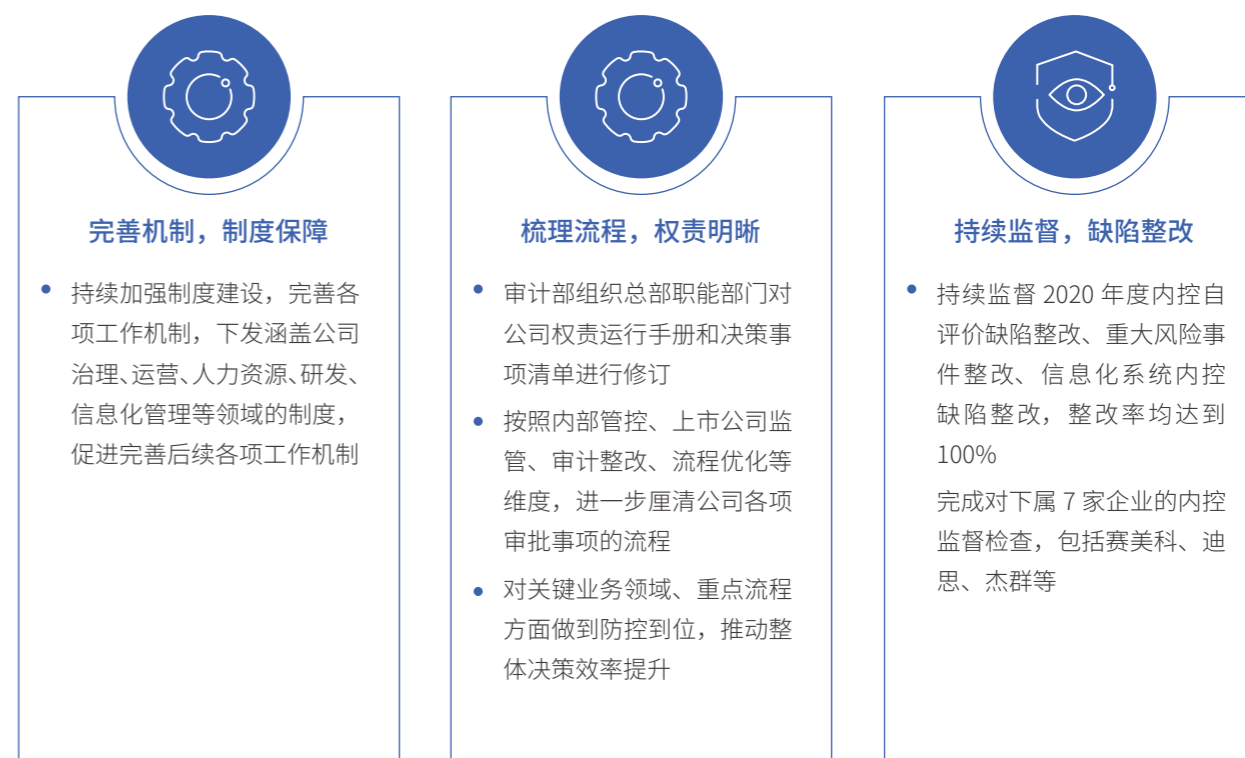 完善机制，制度保障
• 持续加强制度建设，完善各
项工作机制，下发涵盖公司
治理、运营、人力资源、研发、
信息化管理等领域的制度，
促进完善后续各项工作机制
梳理流程，权责明晰
• 审计部组织总部职能部门对
公司权责运行手册和决策事
项清单进行修订
• 按照内部管控、上市公司监
管、审计整改、流程优化等
维度，进一步厘清公司各项
审批事项的流程
• 对关键业务领域、重点流程
方面做到防控到位，推动整
体决策效率提升
持续监督，缺陷整改
• 持续监督 2020 年度内控自
评价缺陷整改、重大风险事
件整改、信息化系统内控
缺陷整改，整改率均达到
100%
完成对下属 7 家企业的内控
监督检查，包括赛美科、迪
思、杰群等